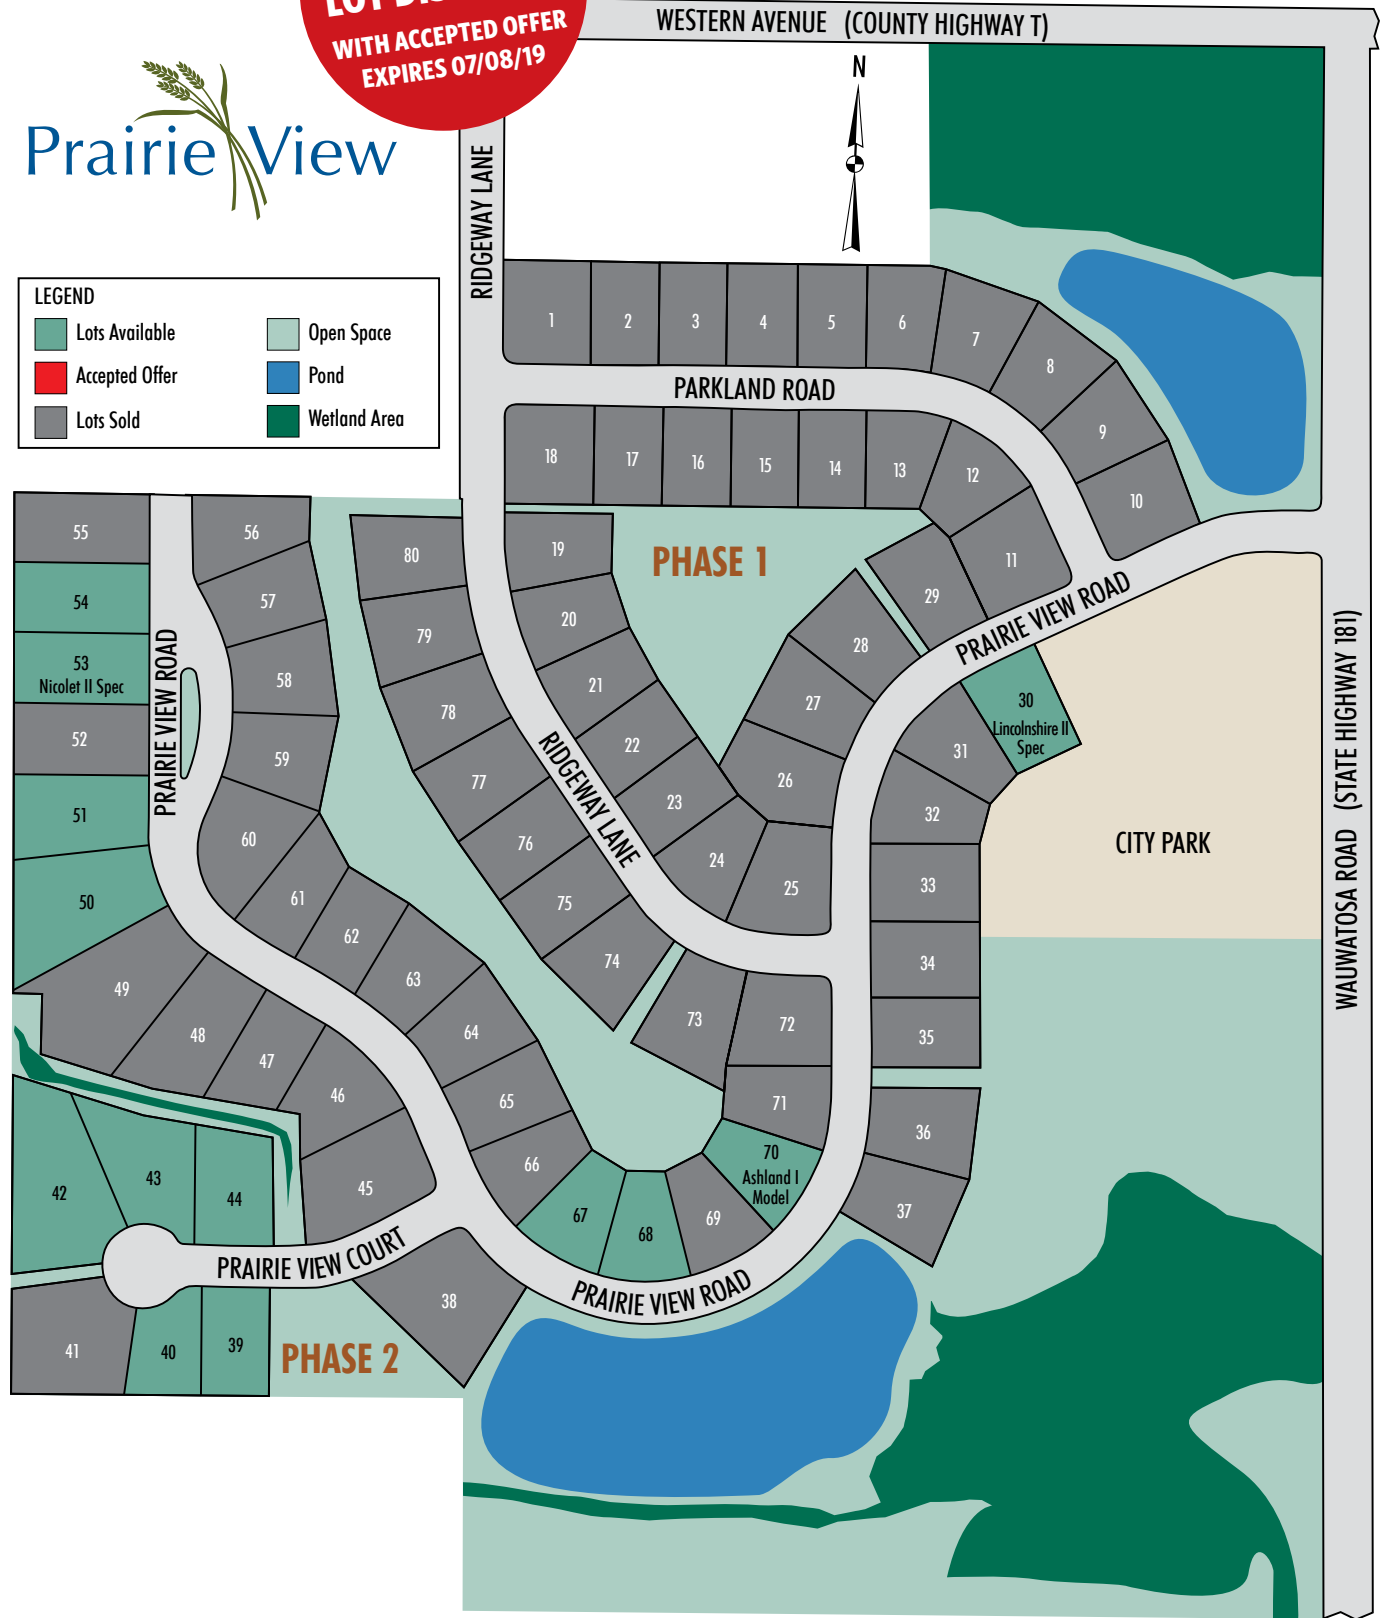 WITH ACCEPTED OFFER
EXPIRES 07/08/19
WESTERN AVENUE (COUNTY HIGHWAY T)
N
Prairie View
RIDGEWAY LANE
LEGEND
Lots Available
Open Space
Accepted Offer
Pond
Lots Sold
Wetland Area
1
2
3
4
5
6
7
8
9
10
PARKLAND ROAD
18
17
16
15
14
13
12
11
PHASE 1
29
28
27
26
25
24
23
22
21
20
19
PRAIRIE VIEW ROAD
30
Lincolnshire II
Spec
31
32
33
34
35
36
37
CITY PARK
WAUWATOSA ROAD (STATE HIGHWAY 181)
80
79
78
77
76
75
74
RIDGEWAY LANE
73
72
71
70
Ashland I
Model
69
68
67
66
65
64
63
62
61
60
59
58
57
56
PRAIRIE VIEW ROAD
55
54
53
Nicolet II Spec
52
51
50
49
48
47
46
45
44
43
42
PRAIRIE VIEW COURT
41
40
39
PHASE 2
38
PRAIRIE VIEW ROAD